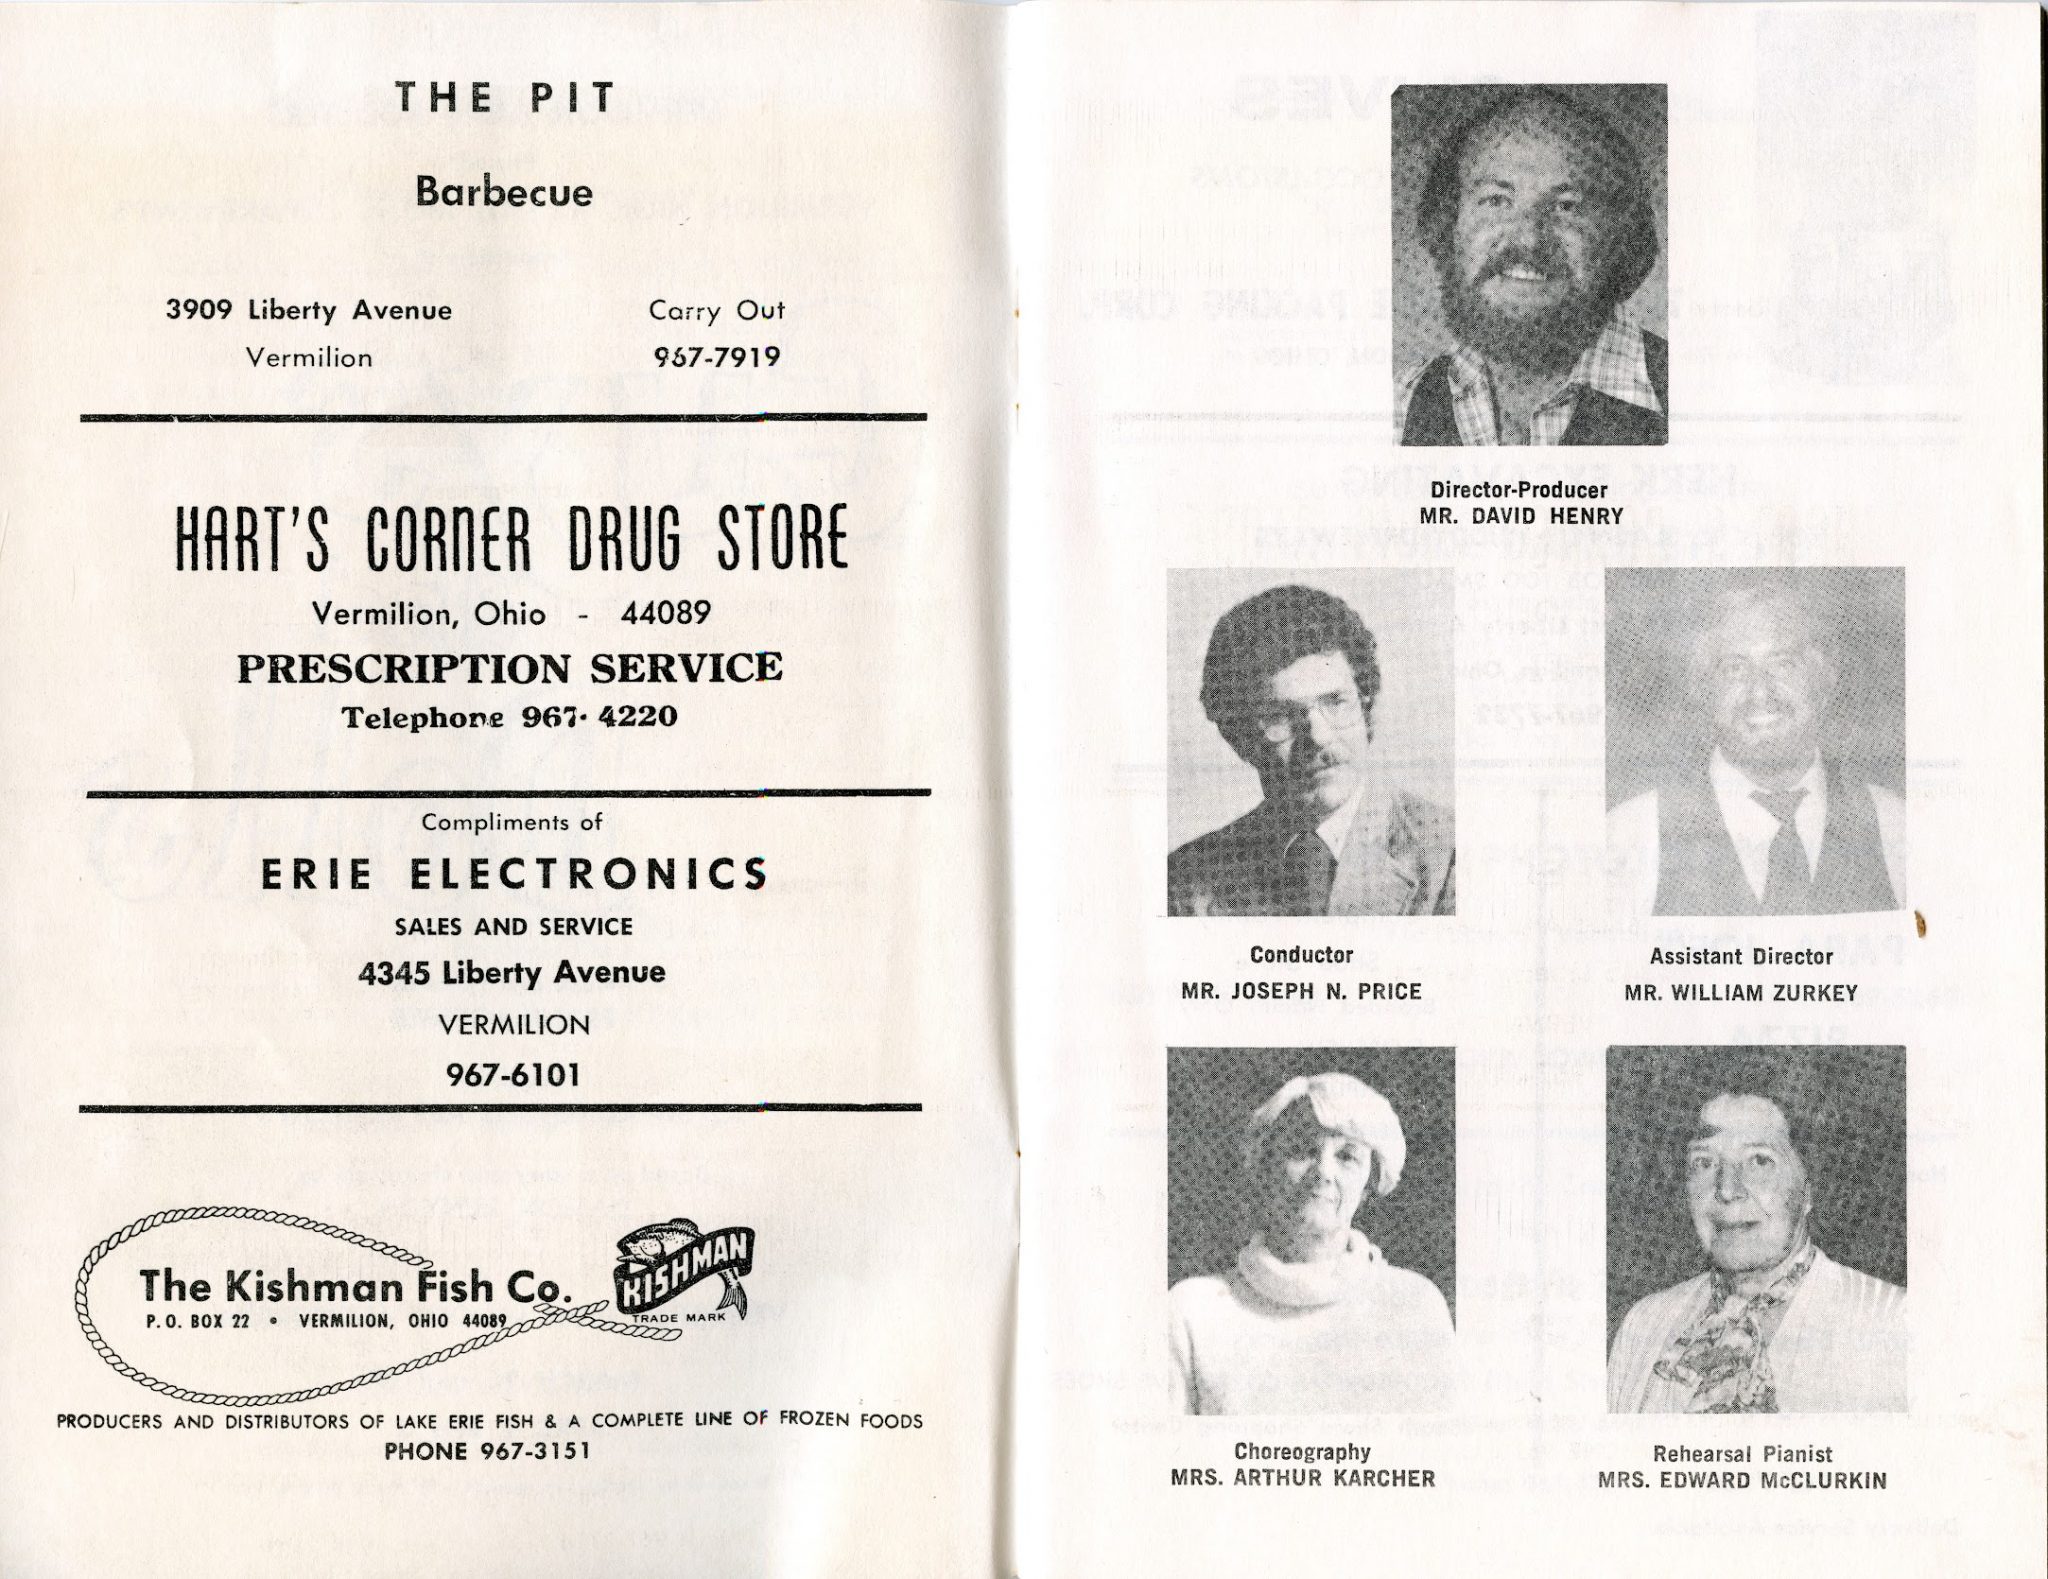 THE PIT
Barbecue
3909 Liberty Avenue
Vermilion
Carry Out
967-7919
HART'S CORNER DRUG STORE
Vermilion, Ohio - 44089
PRESCRIPTION SERVICE
Telephone 967-4220
Compliments of
ERIE ELECTRONICS
SALES AND SERVICE
4345 Liberty Avenue
VERMILION
967-6101
The Kishman Fish Co.
P.O. BOX 22 • VERMILION, OHIO 44089
KISHMAN
TRADE MARK
PRODUCERS AND DISTRIBUTORS OF LAKE ERIE FISH & A COMPLETE LINE OF FROZEN FOODS
PHONE 967-3151
Director-Producer
MR. DAVID HENRY
Conductor
MR. JOSEPH N. PRICE
Assistant Director
MR. WILLIAM ZURKEY
Choreography
MRS. ARTHUR KARCHER
Rehearsal Pianist
MRS. EDWARD McCLURKIN